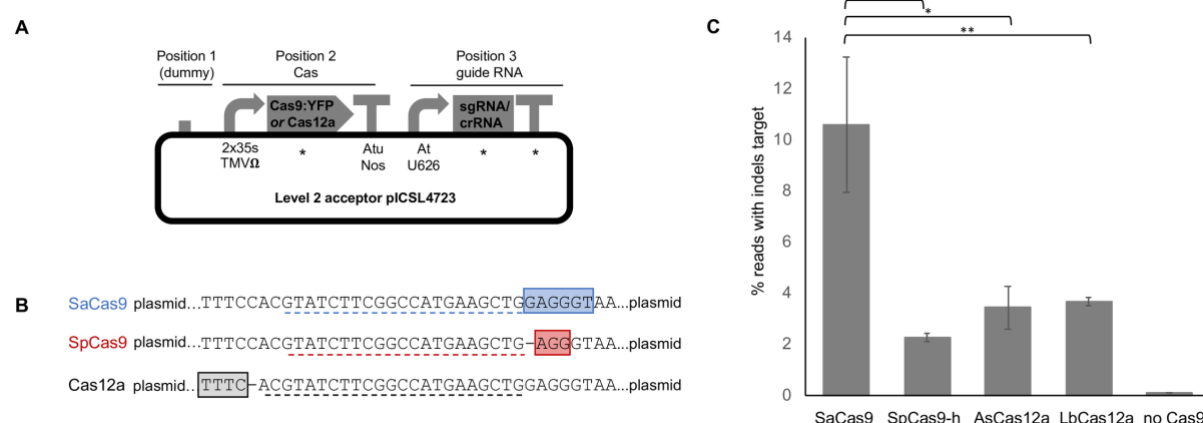 A
Position 1
(dummy)
Position 2
Cas
Position 3
guide RNA
Cas9:YFP
or Cas12a
sgRNA/
crRNA
2x35s
TMVΩ
*
Atu
Nos
At
U626
*
*
Level 2 acceptor pICSL4723
B
SaCas9 plasmid...TTTCCACGTATCTTCGGCCATGAAGCTGGAGGGTAA...plasmid
SpCas9 plasmid...TTTCCACGTATCTTCGGCCATGAAGCTG-AGGGTAA...plasmid
Cas12a plasmid..TTTC-ACGTATCTTCGGCCATGAAGCTGGAGGGTAA...plasmid
C
*
**
% reads with indels target
14
12
10
8
6
4
2
0
SaCas9 SpCas9-h AsCas12a LbCas12a no Cas9